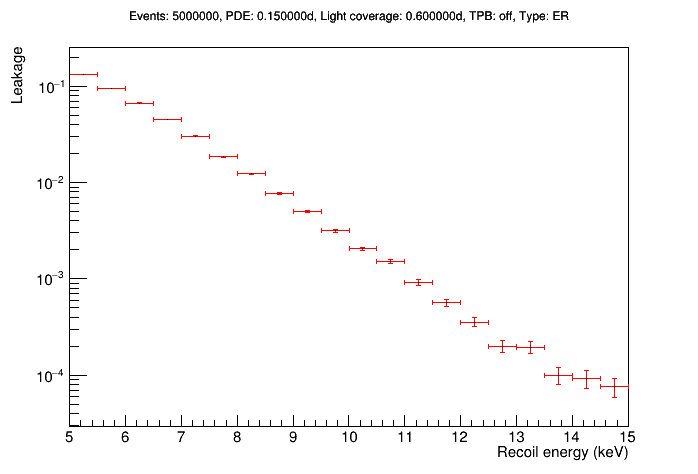 Events: 5000000, PDE: 0.150000d, Light coverage: 0.600000d, TPB: off, Type: ER
Leakage
10⁻¹
10⁻²
10⁻³
10⁻⁴
5 6 7 8 9 10 11 12 13 14 15
Recoil energy (keV)